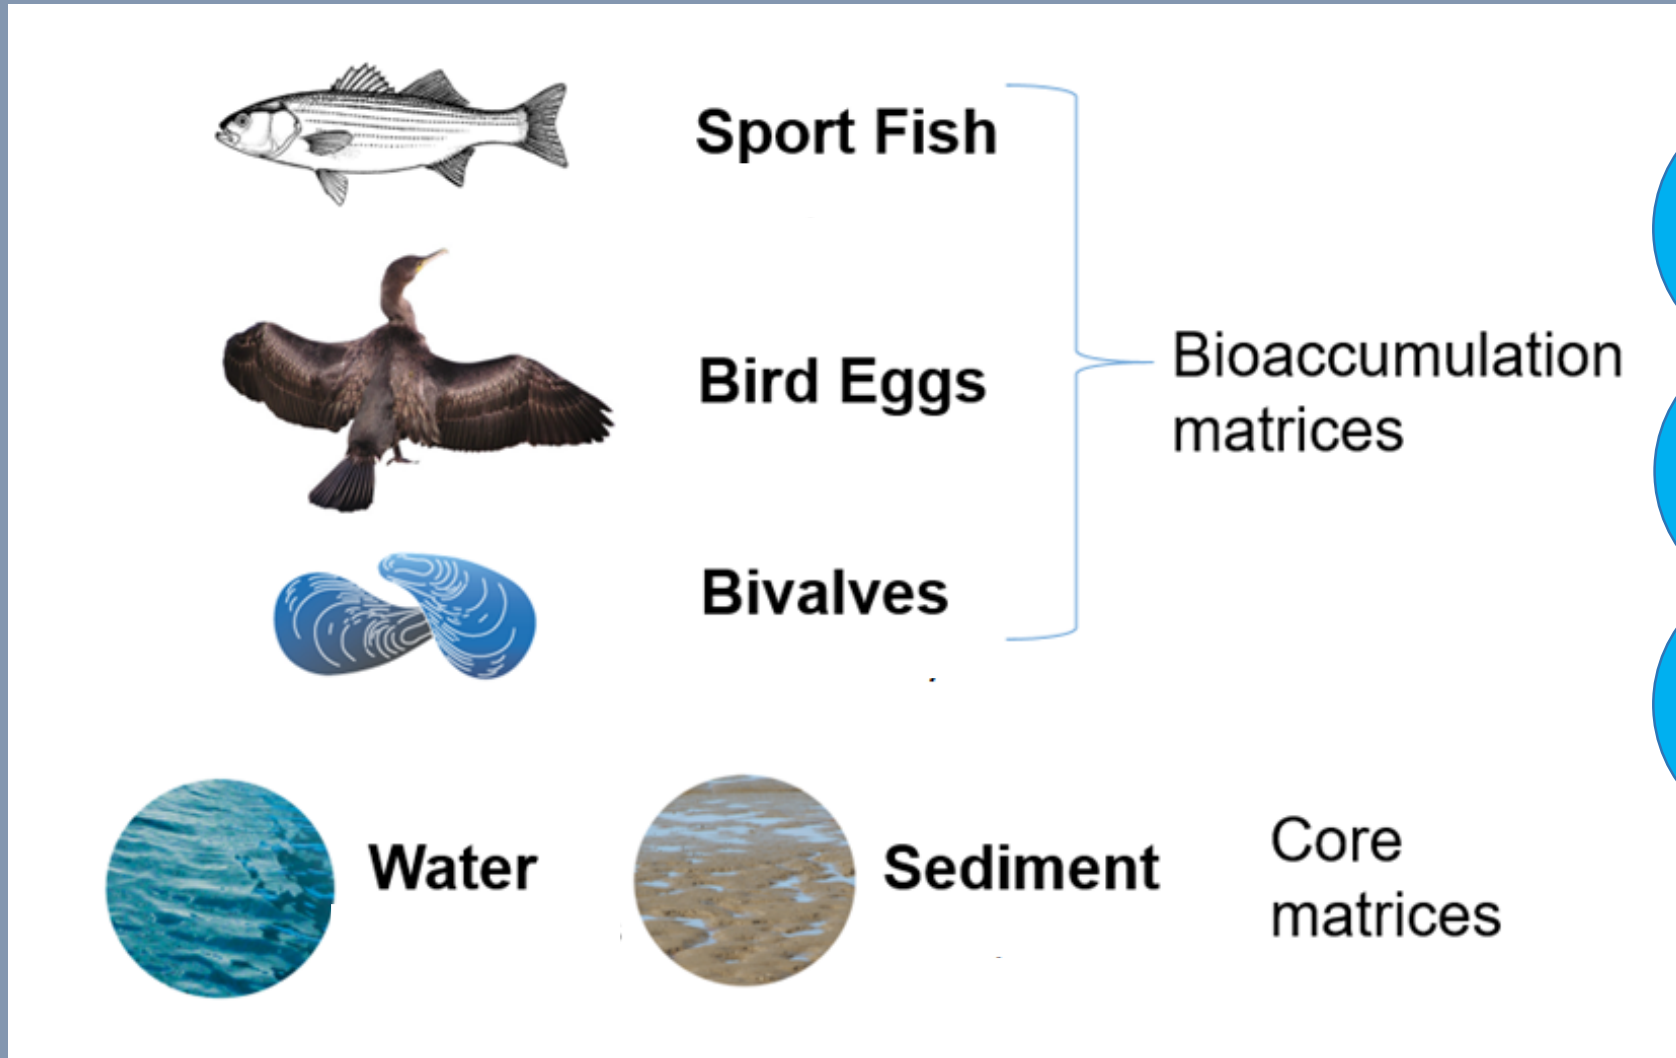 Sport Fish
Bird Eggs
Bioaccumulation
matrices
Bivalves
Water
Sediment
Core
matrices